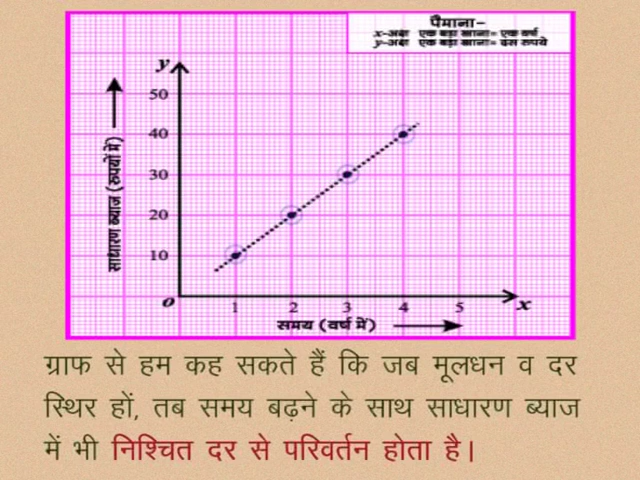 पैमाना–
x-अक्ष एक बड़ा खाना= एक वर्ष
y-अक्ष एक बड़ा खाना= दस रुपये
y
50
40
30
20
10
साधारण ब्याज (रुपयों में)
o 1 2 3 4 5 x
समय (वर्ष में)
ग्राफ से हम कह सकते हैं कि जब मूलधन व दर
स्थिर हों, तब समय बढ़ने के साथ साधारण ब्याज
में भी निश्चित दर से परिवर्तन होता है।